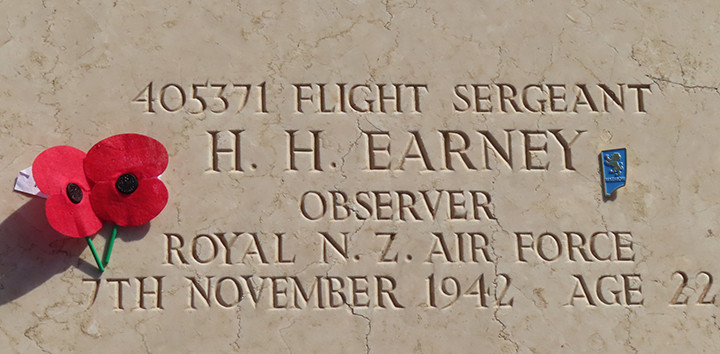 405371 FLIGHT SERGEANT
H. H. EARNEY
OBSERVER
ROYAL N. Z. AIR FORCE
7TH NOVEMBER 1942 AGE 22